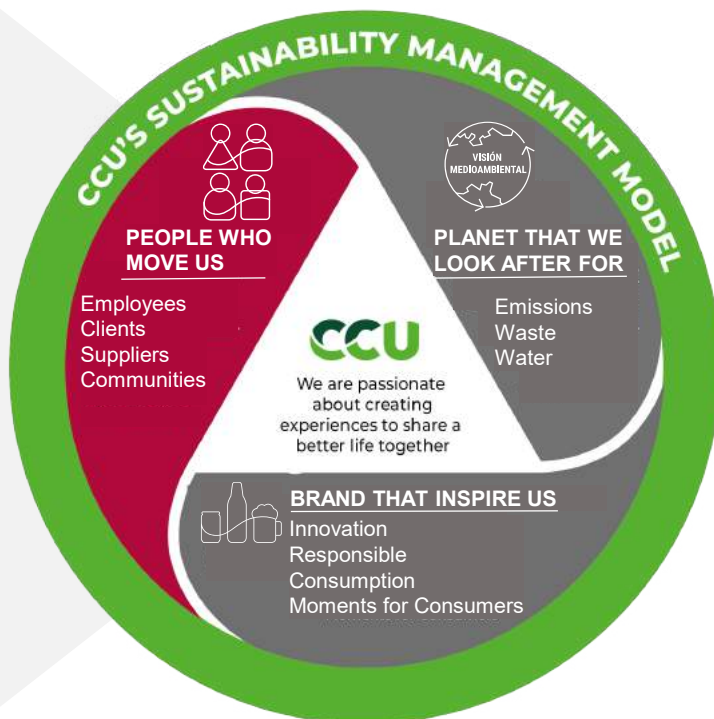 CCU'S SUSTAINABILITY MANAGEMENT MODEL
PEOPLE WHO
MOVE US
Employees
Clients
Suppliers
Communities
VISIÓN
MEDIOAMBIENTAL
PLANET THAT WE
LOOK AFTER FOR
Emissions
Waste
Water
CCU
We are passionate
about creating
experiences to share a
better life together
BRAND THAT INSPIRE US
Innovation
Responsible
Consumption
Moments for Consumers